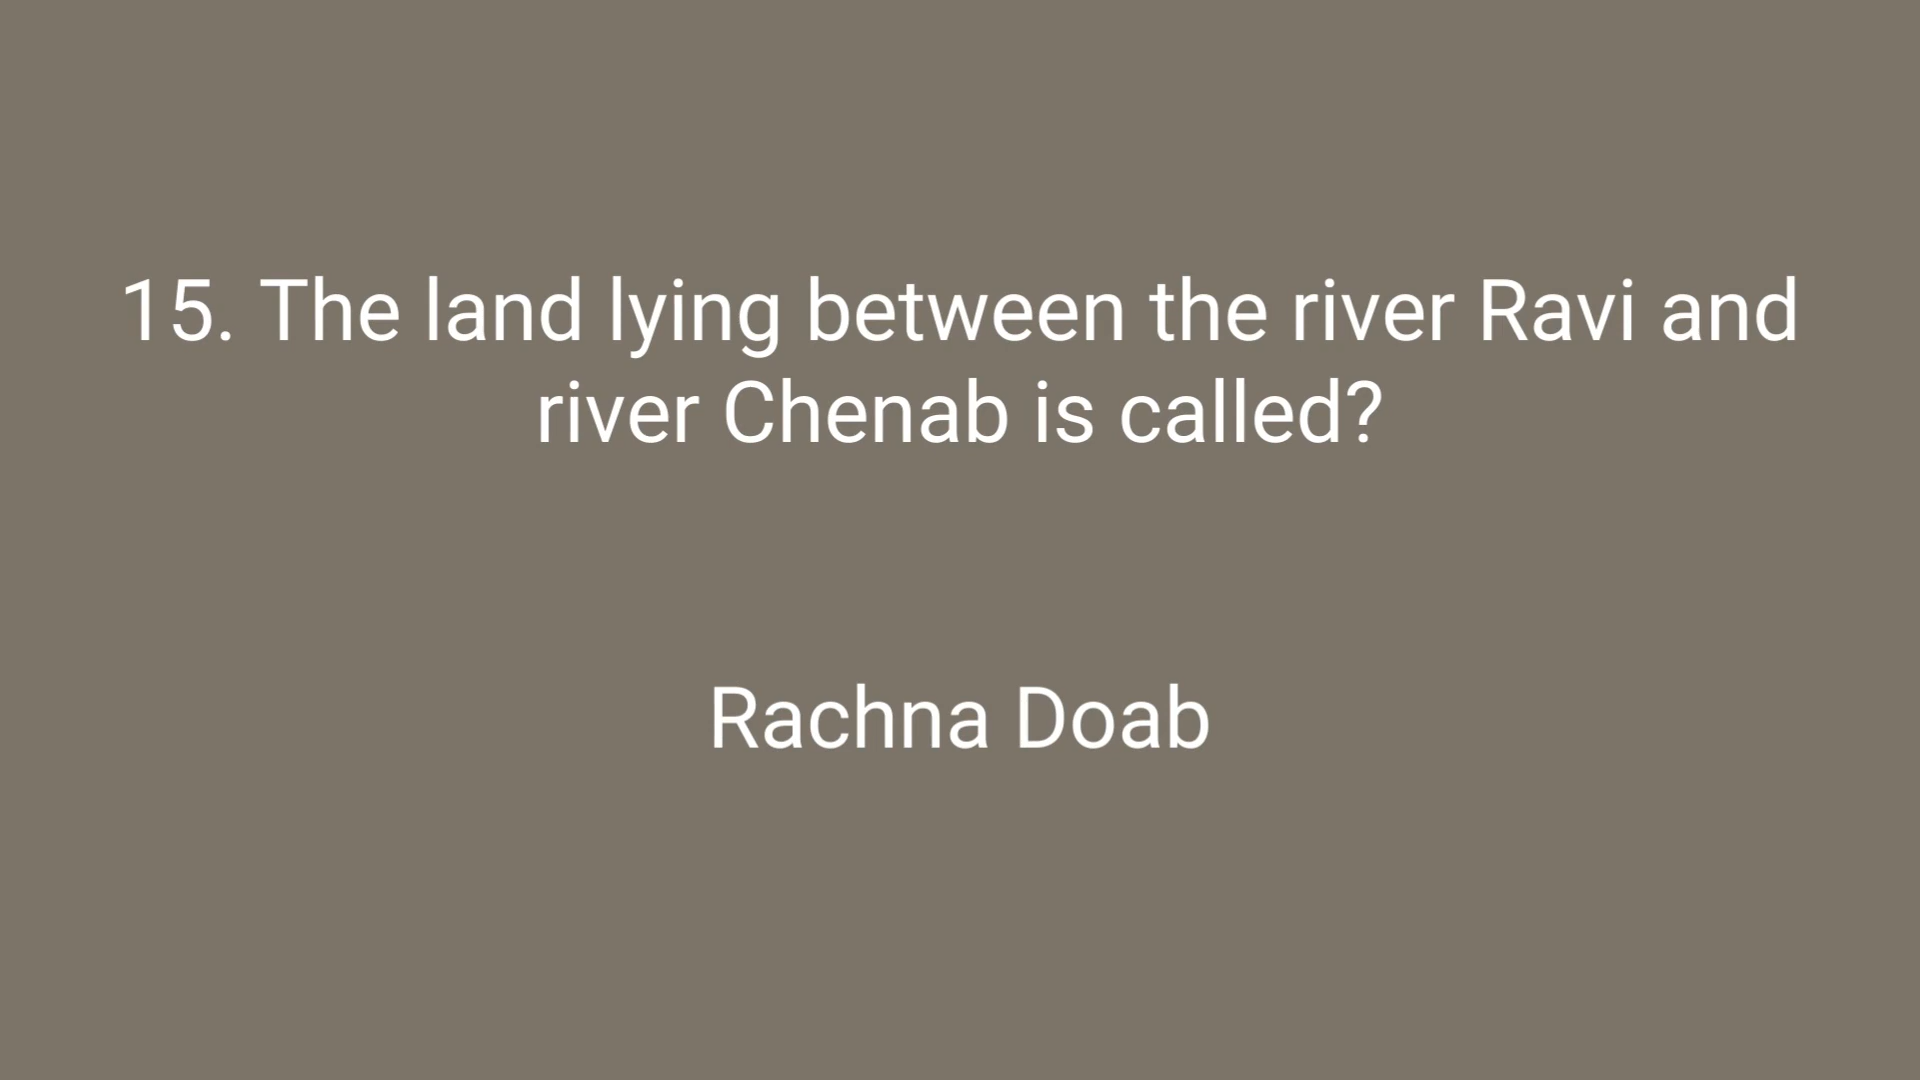 15. The land lying between the river Ravi and
river Chenab is called?
Rachna Doab